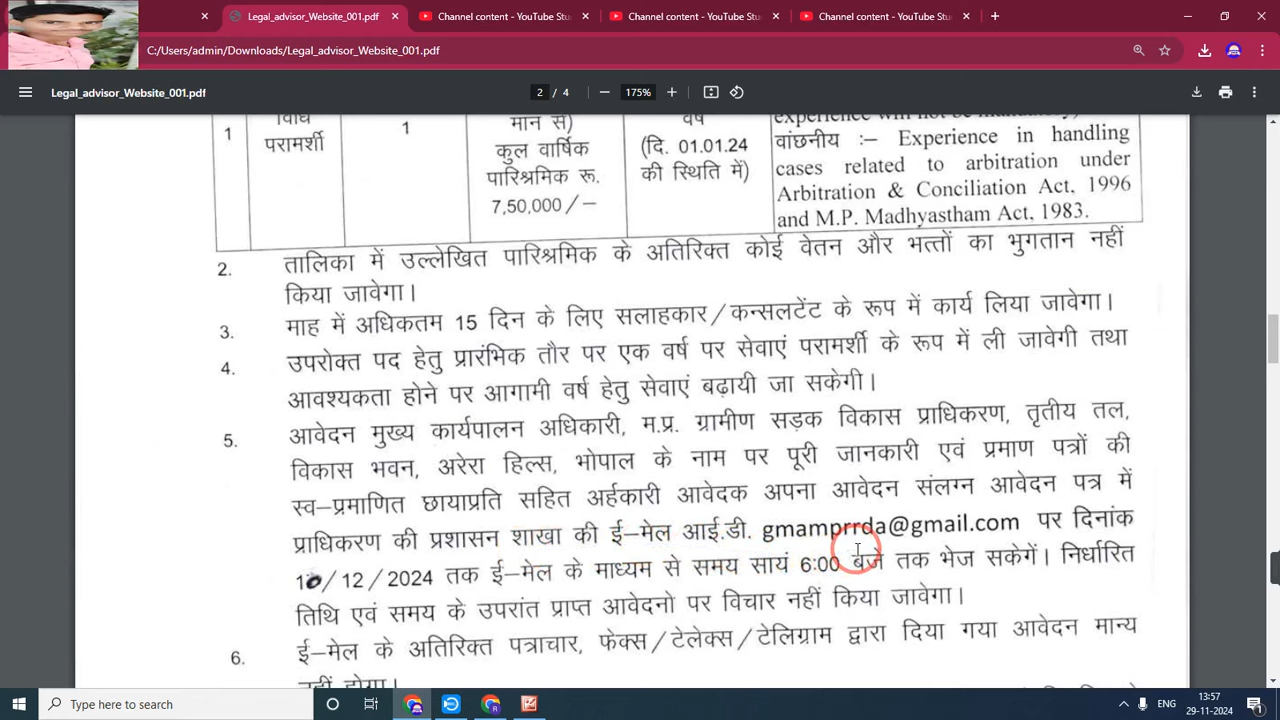 Legal_advisor_Website_001.pdf
Channel content - YouTube Stu
Channel content - YouTube Stu
Channel content - YouTube Stu
C:/Users/admin/Downloads/Legal_advisor_Website_001.pdf
Legal_advisor_Website_001.pdf
2 / 4
175%
1
परामर्शी
1
मान से)
कुल वार्षिक
पारिश्रमिक रू.
7,50,000/–
वर्ष
(दि. 01.01.24
की स्थिति में)
वांछनीय :– Experience in handling
cases related to arbitration under
Arbitration & Conciliation Act, 1996
and M.P. Madhyastham Act, 1983.
2. तालिका में उल्लेखित पारिश्रमिक के अतिरिक्त कोई वेतन और भत्तों का भुगतान नहीं
किया जावेगा।
3. माह में अधिकतम 15 दिन के लिए सलाहकार/कन्सलटेंट के रूप में कार्य लिया जावेगा।
4. उपरोक्त पद हेतु प्रारंभिक तौर पर एक वर्ष पर सेवाएं परामर्शी के रूप में ली जावेगी तथा
आवश्यकता होने पर आगामी वर्ष हेतु सेवाएं बढ़ायी जा सकेगी।
5. आवेदन मुख्य कार्यपालन अधिकारी, म.प्र. ग्रामीण सड़क विकास प्राधिकरण, तृतीय तल,
विकास भवन, अरेरा हिल्स, भोपाल के नाम पर पूरी जानकारी एवं प्रमाण पत्रों की
स्व–प्रमाणित छायाप्रति सहित अर्हकारी आवेदक अपना आवेदन संलग्न आवेदन पत्र में
प्राधिकरण की प्रशासन शाखा की ई–मेल आई.डी. gmamprrda@gmail.com पर दिनांक
10/12/2024 तक ई–मेल के माध्यम से समय सायं 6:00 बजे तक भेज सकेगें। निर्धारित
तिथि एवं समय के उपरांत प्राप्त आवेदनो पर विचार नहीं किया जावेगा।
6. ई–मेल के अतिरिक्त पत्राचार, फेक्स/टेलेक्स/टेलिग्राम द्वारा दिया गया आवेदन मान्य
नहीं होगा।
Type here to search
ENG
13:57
29-11-2024